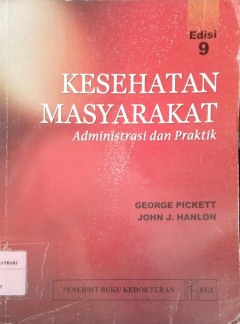 Edisi
9
KESEHATAN
MASYARAKAT
Administrasi dan Praktik
GEORGE PICKETT
JOHN J. HANLON
PENERBIT BUKU KEDOKTERAN
EGC